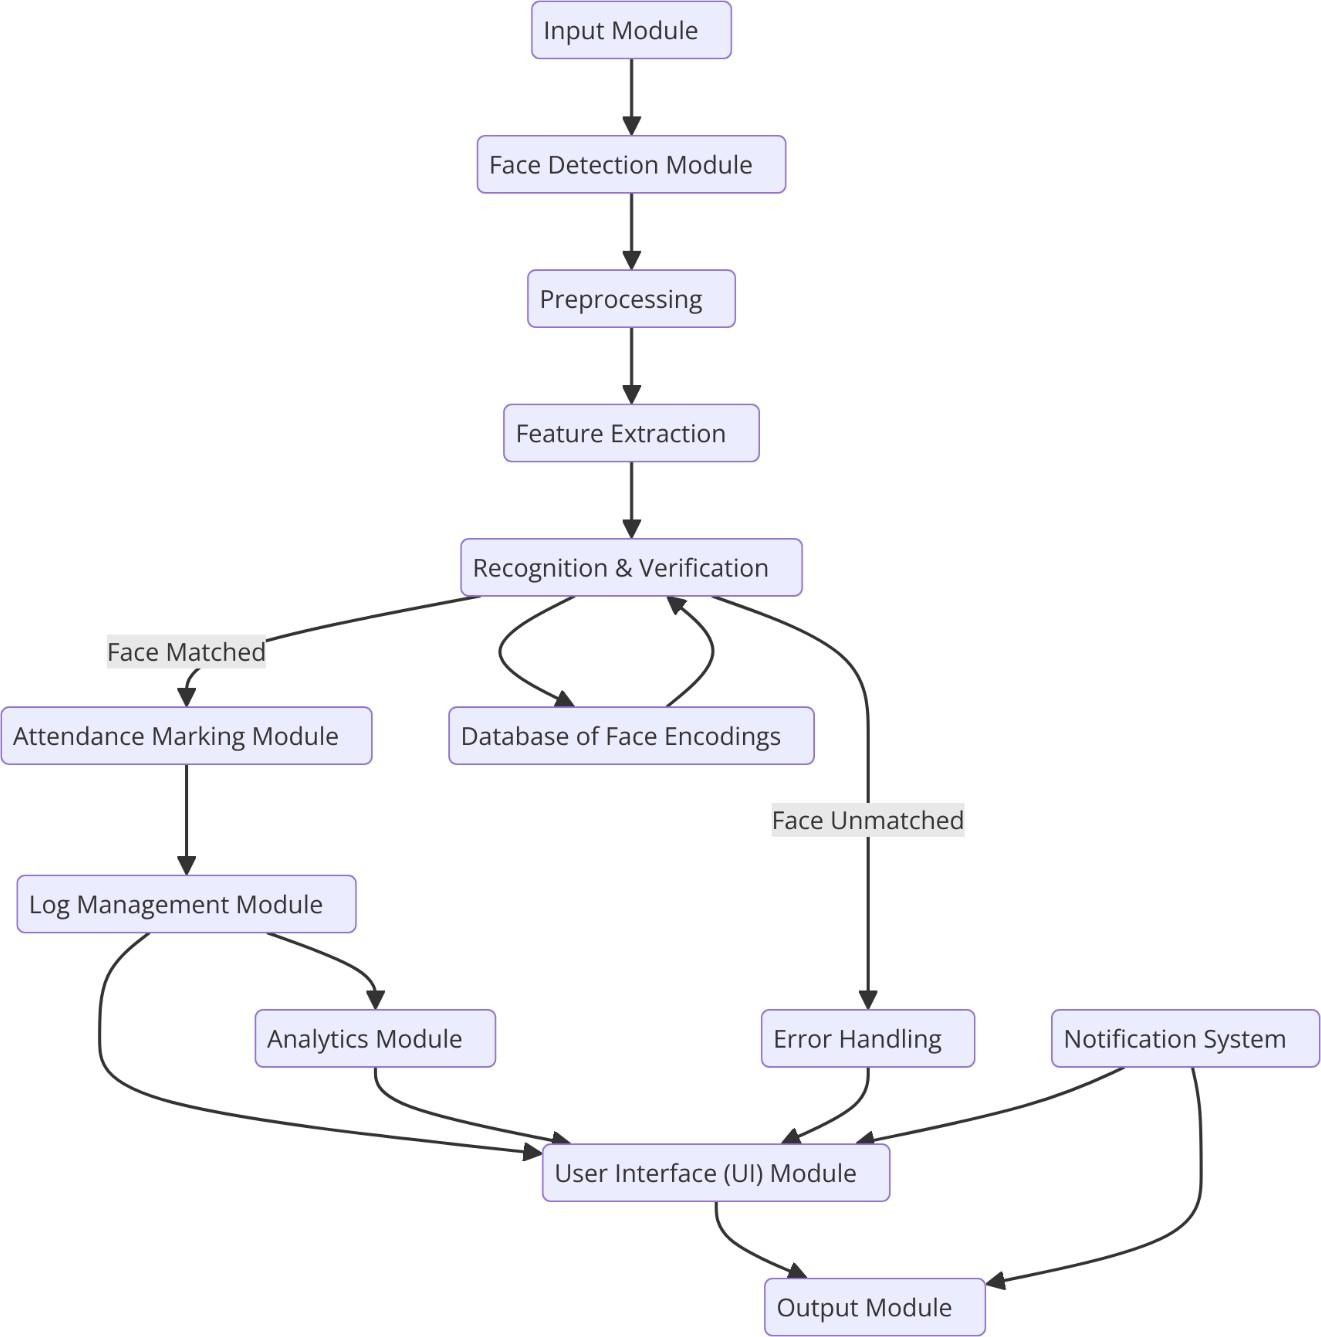 Input Module
Face Detection Module
Preprocessing
Feature Extraction
Recognition & Verification
Face Matched
Attendance Marking Module
Database of Face Encodings
Face Unmatched
Log Management Module
Analytics Module
Error Handling
Notification System
User Interface (UI) Module
Output Module